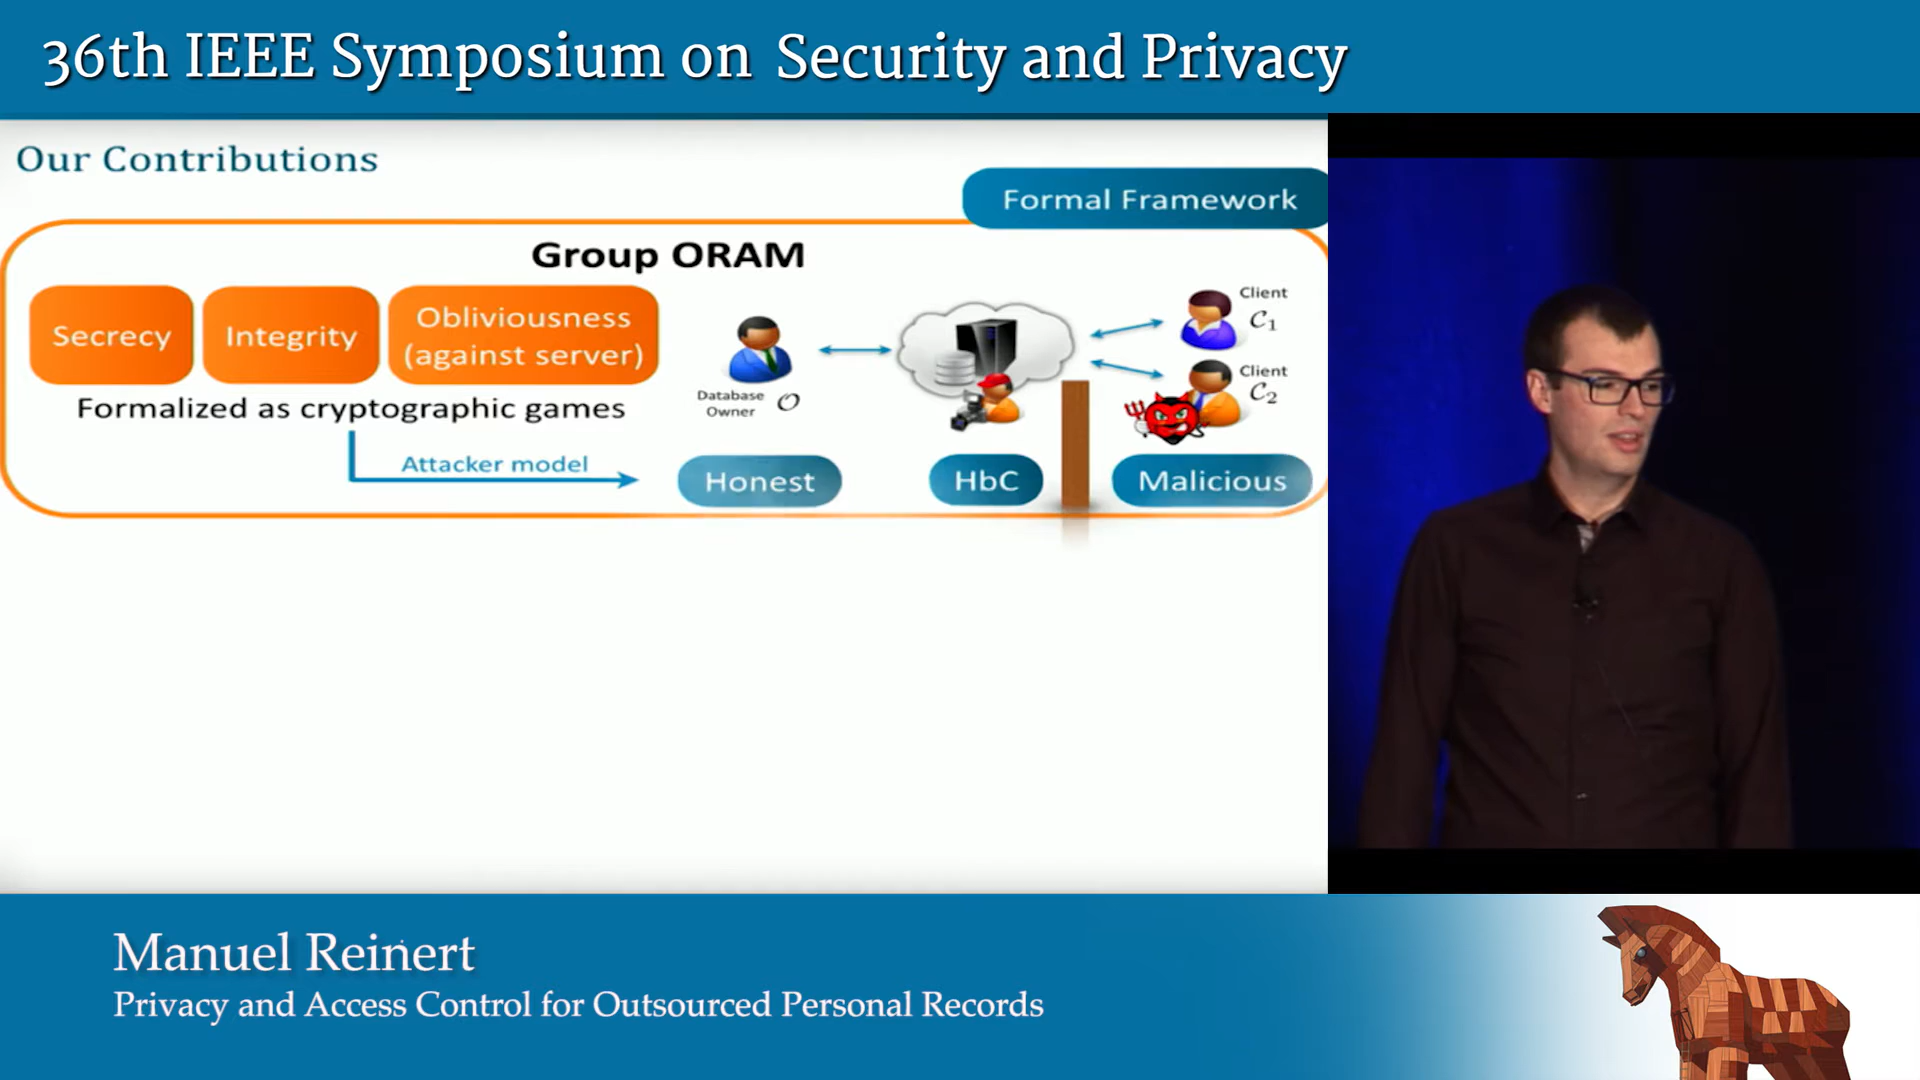 36th IEEE Symposium on Security and Privacy
Our Contributions
Formal Framework
Group ORAM
Secrecy
Integrity
Obliviousness
(against server)
Formalized as cryptographic games
Attacker model
Database
Owner O
Client
C1
Client
C2
Honest
HbC
Malicious
Manuel Reinert
Privacy and Access Control for Outsourced Personal Records